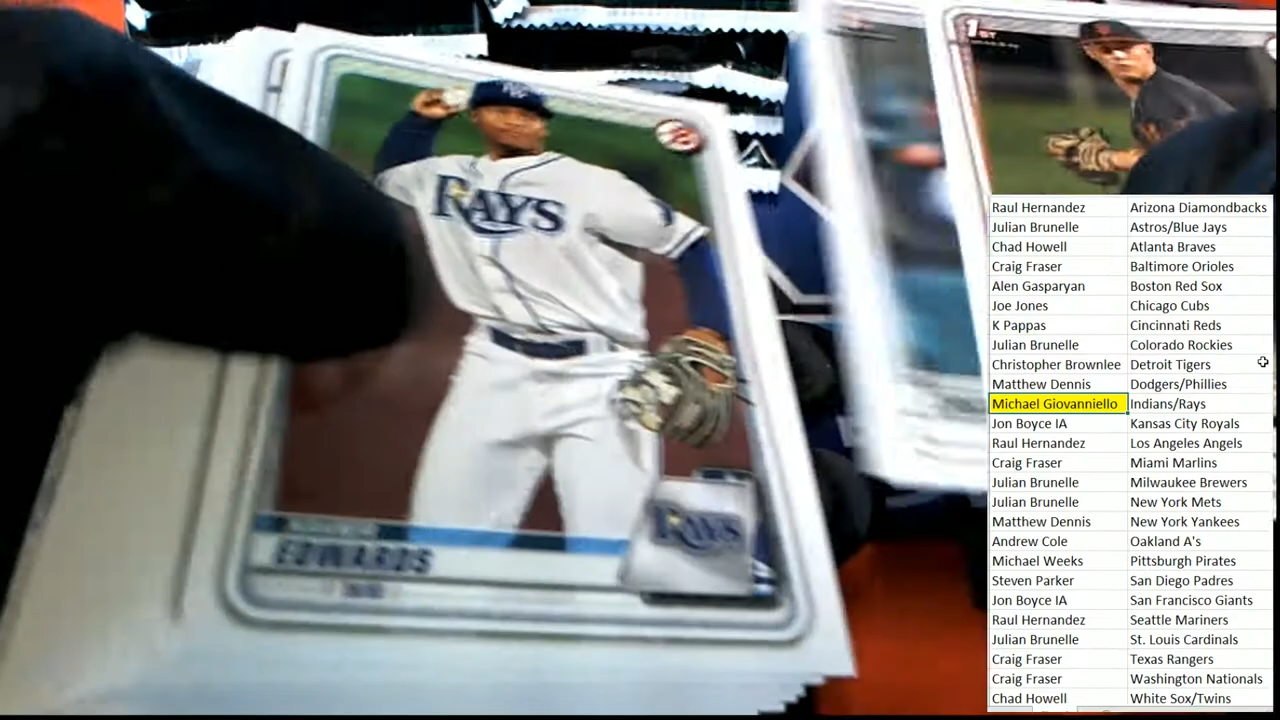 1ST
RAYS
EDWARDS
RAYS
Raul Hernandez Arizona Diamondbacks
Julian Brunelle Astros/Blue Jays
Chad Howell Atlanta Braves
Craig Fraser Baltimore Orioles
Alen Gasparyan Boston Red Sox
Joe Jones Chicago Cubs
K Pappas Cincinnati Reds
Julian Brunelle Colorado Rockies
Christopher Brownlee Detroit Tigers
Matthew Dennis Dodgers/Phillies
Michael Giovanniello Indians/Rays
Jon Boyce IA Kansas City Royals
Raul Hernandez Los Angeles Angels
Craig Fraser Miami Marlins
Julian Brunelle Milwaukee Brewers
Julian Brunelle New York Mets
Matthew Dennis New York Yankees
Andrew Cole Oakland A's
Michael Weeks Pittsburgh Pirates
Steven Parker San Diego Padres
Jon Boyce IA San Francisco Giants
Raul Hernandez Seattle Mariners
Julian Brunelle St. Louis Cardinals
Craig Fraser Texas Rangers
Craig Fraser Washington Nationals
Chad Howell White Sox/Twins